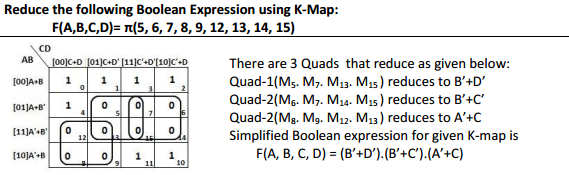 Reduce the following Boolean Expression using K-Map:
F(A,B,C,D)= π(5, 6, 7, 8, 9, 12, 13, 14, 15)
CD
AB [00]C+D [01]C+D' [11]C'+D' [10]C'+D
[00]A+B 1 0 1 1 1 3 1 2
[01]A+B' 1 4 0 5 0 7 0 6
[11]A'+B' 0 12 0 13 0 15 0 14
[10]A'+B 0 8 0 9 1 11 1 10
There are 3 Quads that reduce as given below:
Quad-1(M5. M7. M13. M15) reduces to B'+D'
Quad-2(M6. M7. M14. M15) reduces to B'+C'
Quad-2(M8. M9. M12. M13) reduces to A'+C
Simplified Boolean expression for given K-map is
F(A, B, C, D) = (B'+D').(B'+C').(A'+C)